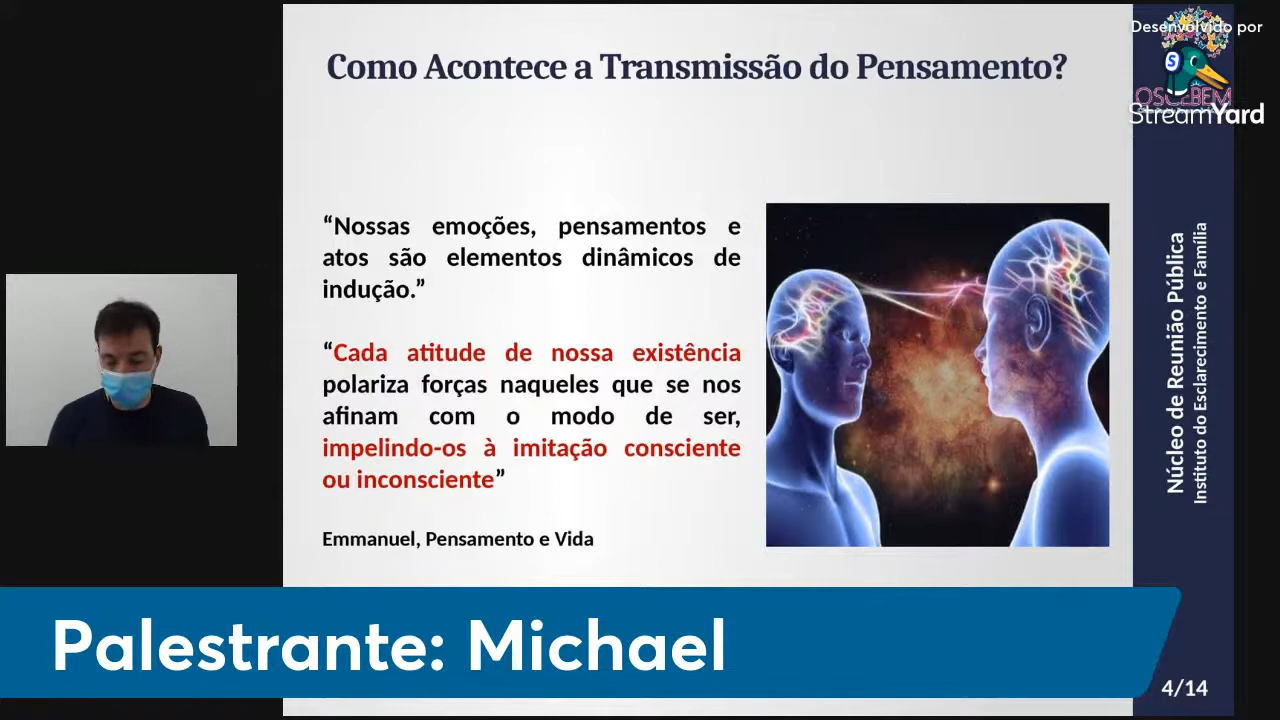 Como Acontece a Transmissão do Pensamento?
“Nossas emoções, pensamentos e
atos são elementos dinâmicos de
indução.”
“Cada atitude de nossa existência
polariza forças naqueles que se nos
afinam com o modo de ser,
impelindo-os à imitação consciente
ou inconsciente”
Emmanuel, Pensamento e Vida
Desenvolvido por
S
OSCEBEM
StreamYard
Núcleo de Reunião Pública
Instituto do Esclarecimento e Família
Palestrante: Michael
4/14